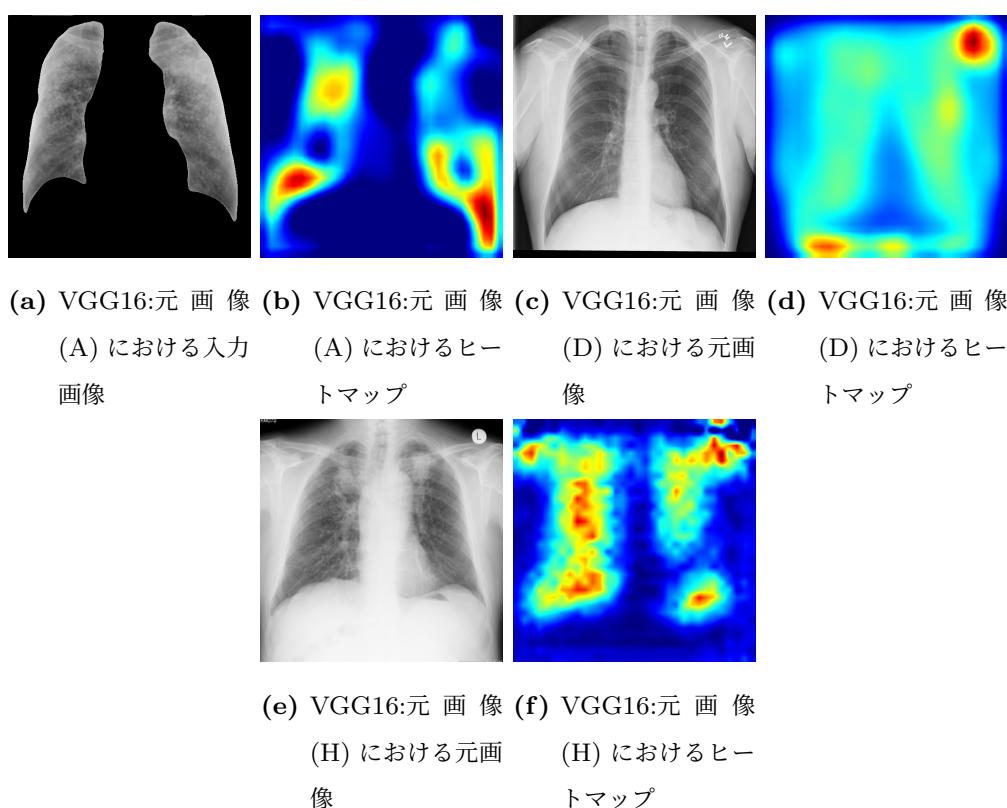 (a) VGG16:元画像 (b) VGG16:元画像 (c) VGG16:元画像 (d) VGG16:元画像
(A) における入力 (A) におけるヒー (D) における元画 (D) におけるヒー
画像 トマップ 像 トマップ
L
(e) VGG16:元画像 (f) VGG16:元画像
(H) における元画 (H) におけるヒー
像 トマップ